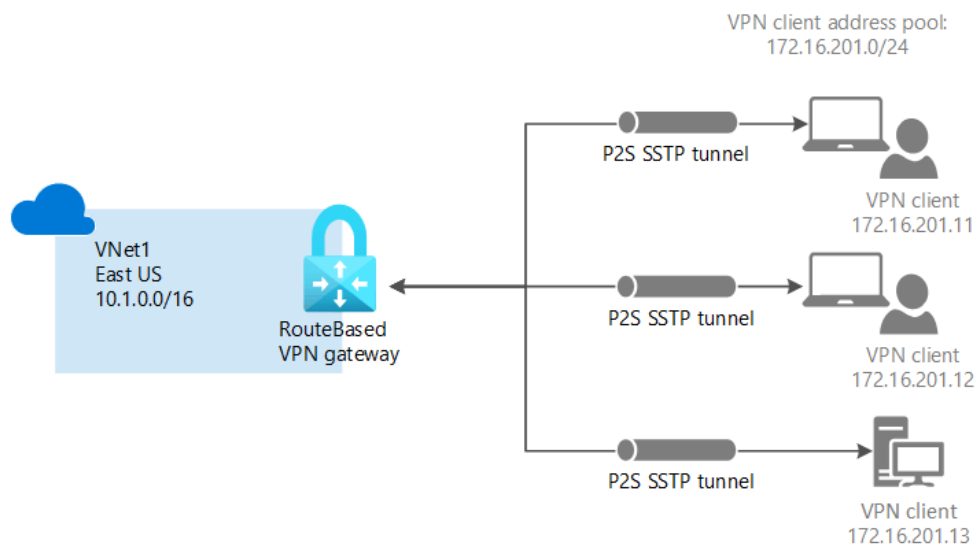 VPN client address pool:
172.16.201.0/24
P2S SSTP tunnel
VPN client
172.16.201.11
VNet1
East US
10.1.0.0/16
RouteBased
VPN gateway
P2S SSTP tunnel
VPN client
172.16.201.12
P2S SSTP tunnel
VPN client
172.16.201.13